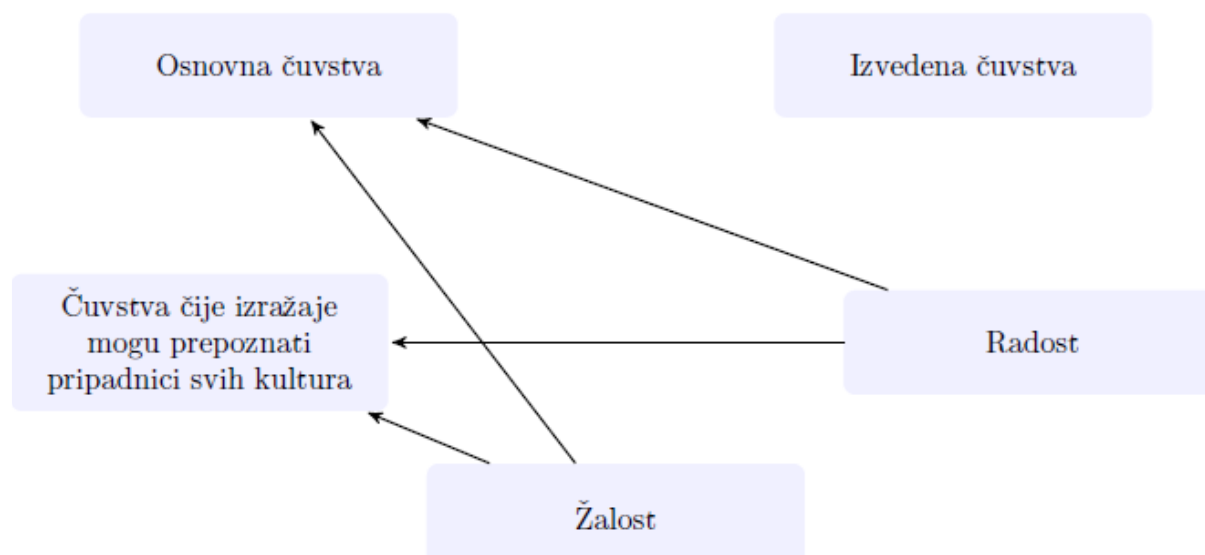 Osnovna čuvstva
Izvedena čuvstva
Čuvstva čije izražaje
mogu prepoznati
pripadnici svih kultura
Radost
Žalost